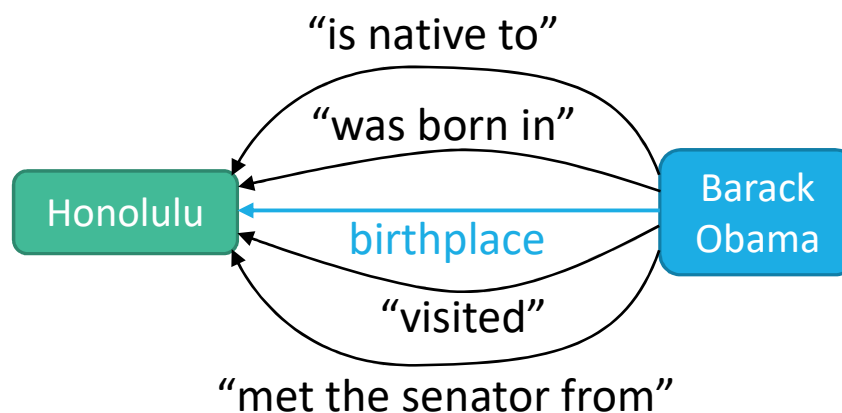 “is native to”
“was born in”
Honolulu
birthplace
Barack
Obama
“visited”
“met the senator from”